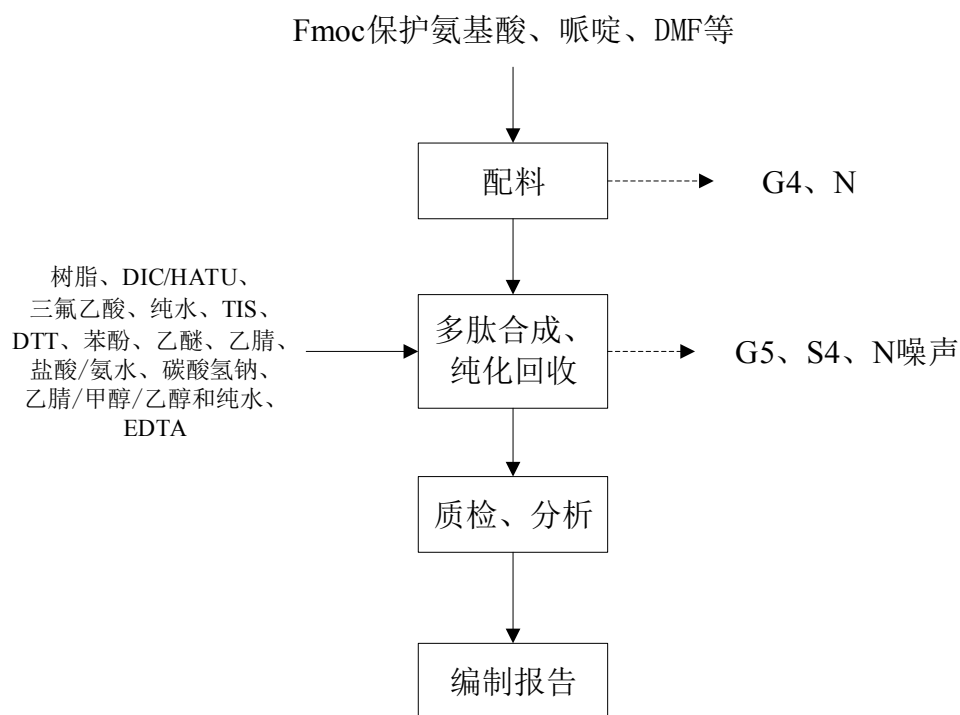 Fmoc保护氨基酸、哌啶、DMF等
配料
G4、N
树脂、DIC/HATU、
三氟乙酸、纯水、TIS、
DTT、苯酚、乙醚、乙腈、
盐酸/氨水、碳酸氢钠、
乙腈/甲醇/乙醇和纯水、
EDTA
多肽合成、
纯化回收
G5、S4、N噪声
质检、分析
编制报告